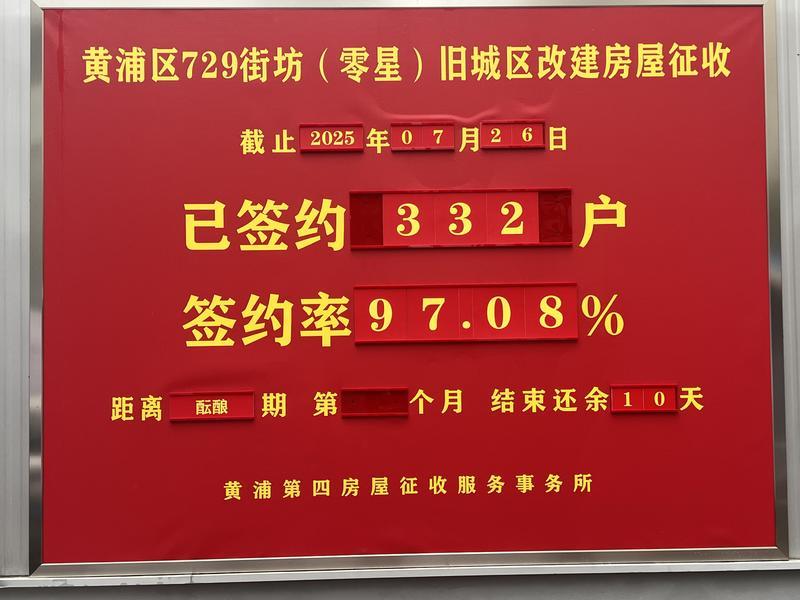 黄浦区729街坊（零星）旧城区改建房屋征收
截止2025年07月26日
已签约332户
签约率97.08%
距离酝酿期 第个月 结束还余10天
黄浦第四房屋征收服务事务所